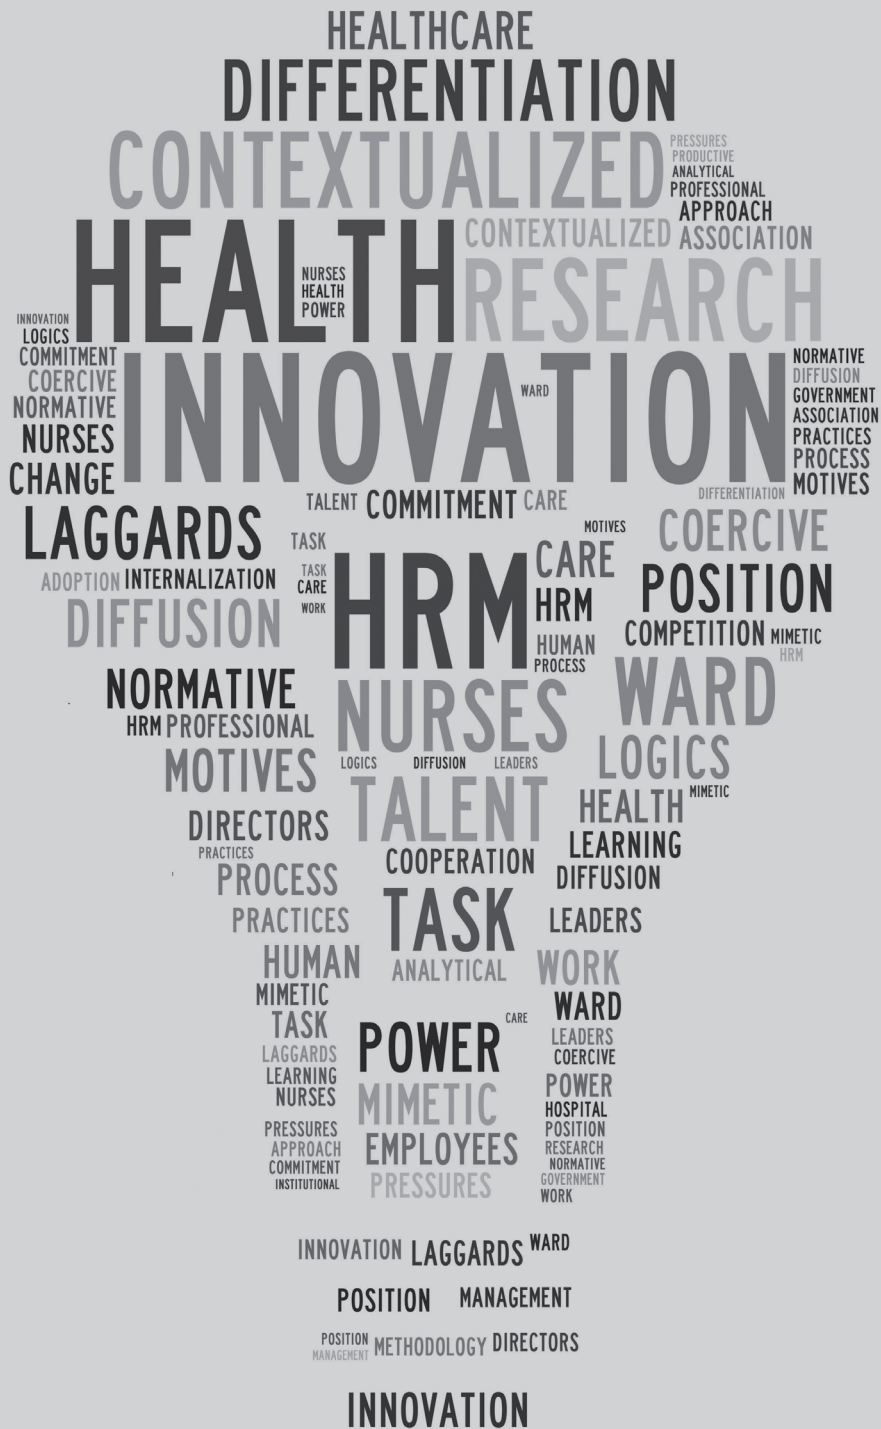 HEALTHCARE
DIFFERENTIATION
CONTEXTUALIZED
PRESSURES
PRODUCTIVE
ANALYTICAL
PROFESSIONAL
APPROACH
HEALTH
NURSES
HEALTH
POWER
CONTEXTUALIZED ASSOCIATION
RESEARCH
INNOVATION
LOGICS
COMMITMENT
COERCIVE
NORMATIVE
NURSES
CHANGE
INNOVATION
WARD
NORMATIVE
DIFFUSION
GOVERNMENT
ASSOCIATION
PRACTICES
PROCESS
MOTIVES
TALENT COMMITMENT CARE
DIFFERENTIATION
LAGGARDS
TASK
MOTIVES
COERCIVE
ADOPTION INTERNALIZATION
TASK
CARE
WORK
HRM
CARE
HRM
HUMAN
PROCESS
POSITION
DIFFUSION
COMPETITION MIMETIC
HRM
NORMATIVE
HRM PROFESSIONAL
NURSES
WARD
MOTIVES
LOGICS DIFFUSION LEADERS
LOGICS
TALENT
HEALTH MIMETIC
DIRECTORS
PRACTICES
COOPERATION
LEARNING
PROCESS
DIFFUSION
PRACTICES
TASK
LEADERS
HUMAN
ANALYTICAL
WORK
MIMETIC
TASK
LAGGARDS
LEARNING
NURSES
PRESSURES
APPROACH
COMMITMENT
INSTITUTIONAL
CARE
POWER
MIMETIC
EMPLOYEES
PRESSURES
WARD
LEADERS
COERCIVE
POWER
HOSPITAL
POSITION
RESEARCH
NORMATIVE
GOVERNMENT
WORK
INNOVATION LAGGARDS WARD
POSITION MANAGEMENT
POSITION
MANAGEMENT
METHODOLOGY DIRECTORS
INNOVATION